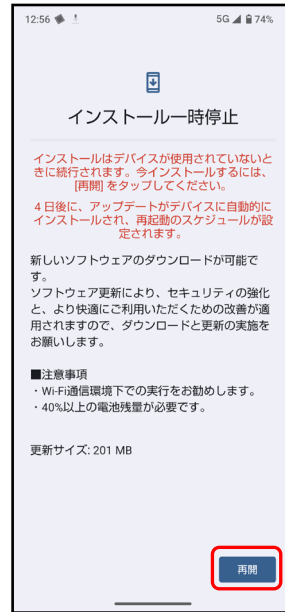 12:56 5G 74%
インストール一時停止
インストールはデバイスが使用されていないと
きに続行されます。今インストールするには、
[再開] をタップしてください。
4 日後に、アップデートがデバイスに自動的に
インストールされ、再起動のスケジュールが設
定されます。
新しいソフトウェアのダウンロードが可能で
す。
ソフトウェア更新により、セキュリティの強化
と、より快適にご利用いただくための改善が適
用されますので、ダウンロードと更新の実施を
お願いします。
■注意事項
・Wi-Fi通信環境下での実行をお勧めします。
・40%以上の電池残量が必要です。
更新サイズ: 201 MB
再開